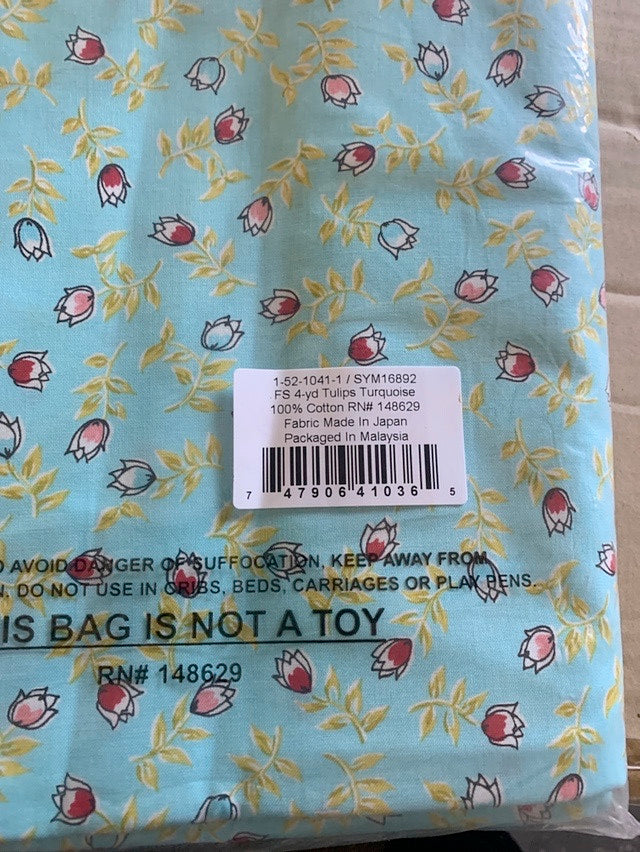 1-52-1041-1 / SYM16892
FS 4-yd Tulips Turquoise
100% Cotton RN# 148629
Fabric Made In Japan
Packaged In Malaysia
7 47906 41036 5
AVOID DANGER OF SUFFOCATION, KEEP AWAY FROM
DO NOT USE IN CRIBS, BEDS, CARRIAGES OR PLAY PENS.
IS BAG IS NOT A TOY
RN# 148629